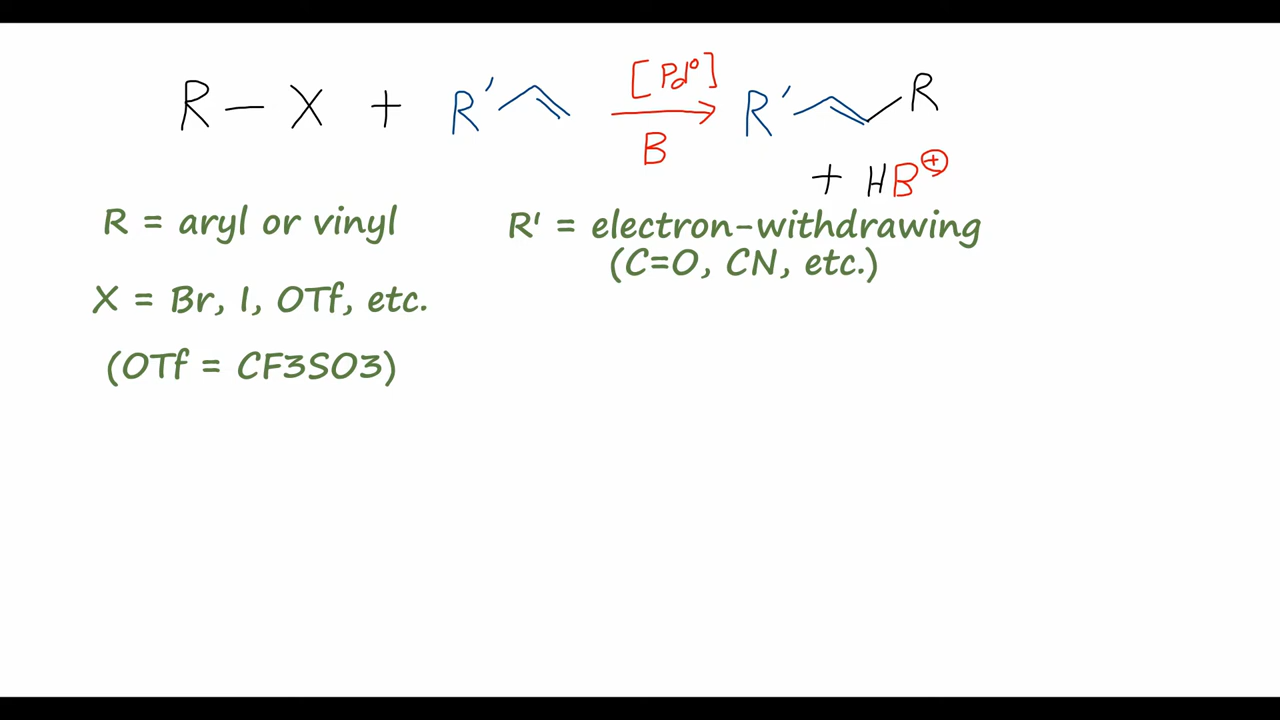 R — X + R' [Pd⁰] B R' R
+ HB⊕
R = aryl or vinyl
R' = electron-withdrawing
(C=O, CN, etc.)
X = Br, I, OTf, etc.
(OTf = CF3SO3)